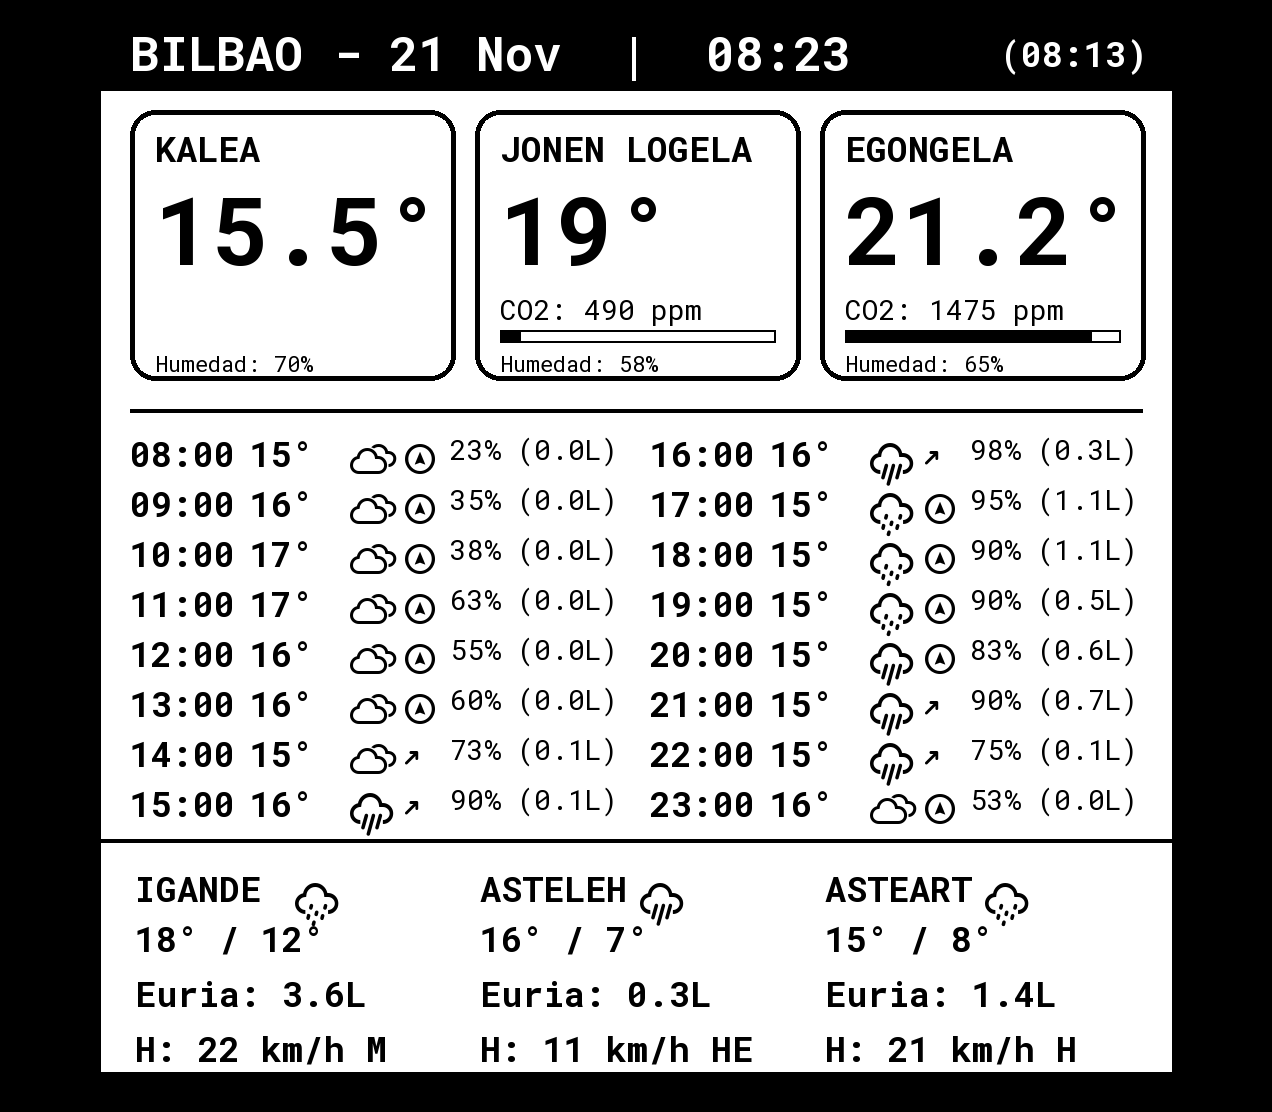 BILBAO - 21 Nov | 08:23 (08:13)
KALEA
15.5°
Humedad: 70%
JONEN LOGELA
19°
CO2: 490 ppm
Humedad: 58%
EGONGELA
21.2°
CO2: 1475 ppm
Humedad: 65%
08:00 15° 23% (0.0L)
09:00 16° 35% (0.0L)
10:00 17° 38% (0.0L)
11:00 17° 63% (0.0L)
12:00 16° 55% (0.0L)
13:00 16° 60% (0.0L)
14:00 15° 73% (0.1L)
15:00 16° 90% (0.1L)
16:00 16° 98% (0.3L)
17:00 15° 95% (1.1L)
18:00 15° 90% (1.1L)
19:00 15° 90% (0.5L)
20:00 15° 83% (0.6L)
21:00 15° 90% (0.7L)
22:00 15° 75% (0.1L)
23:00 16° 53% (0.0L)
IGANDE
18° / 12°
Euria: 3.6L
H: 22 km/h M
ASTELEH
16° / 7°
Euria: 0.3L
H: 11 km/h HE
ASTEART
15° / 8°
Euria: 1.4L
H: 21 km/h H